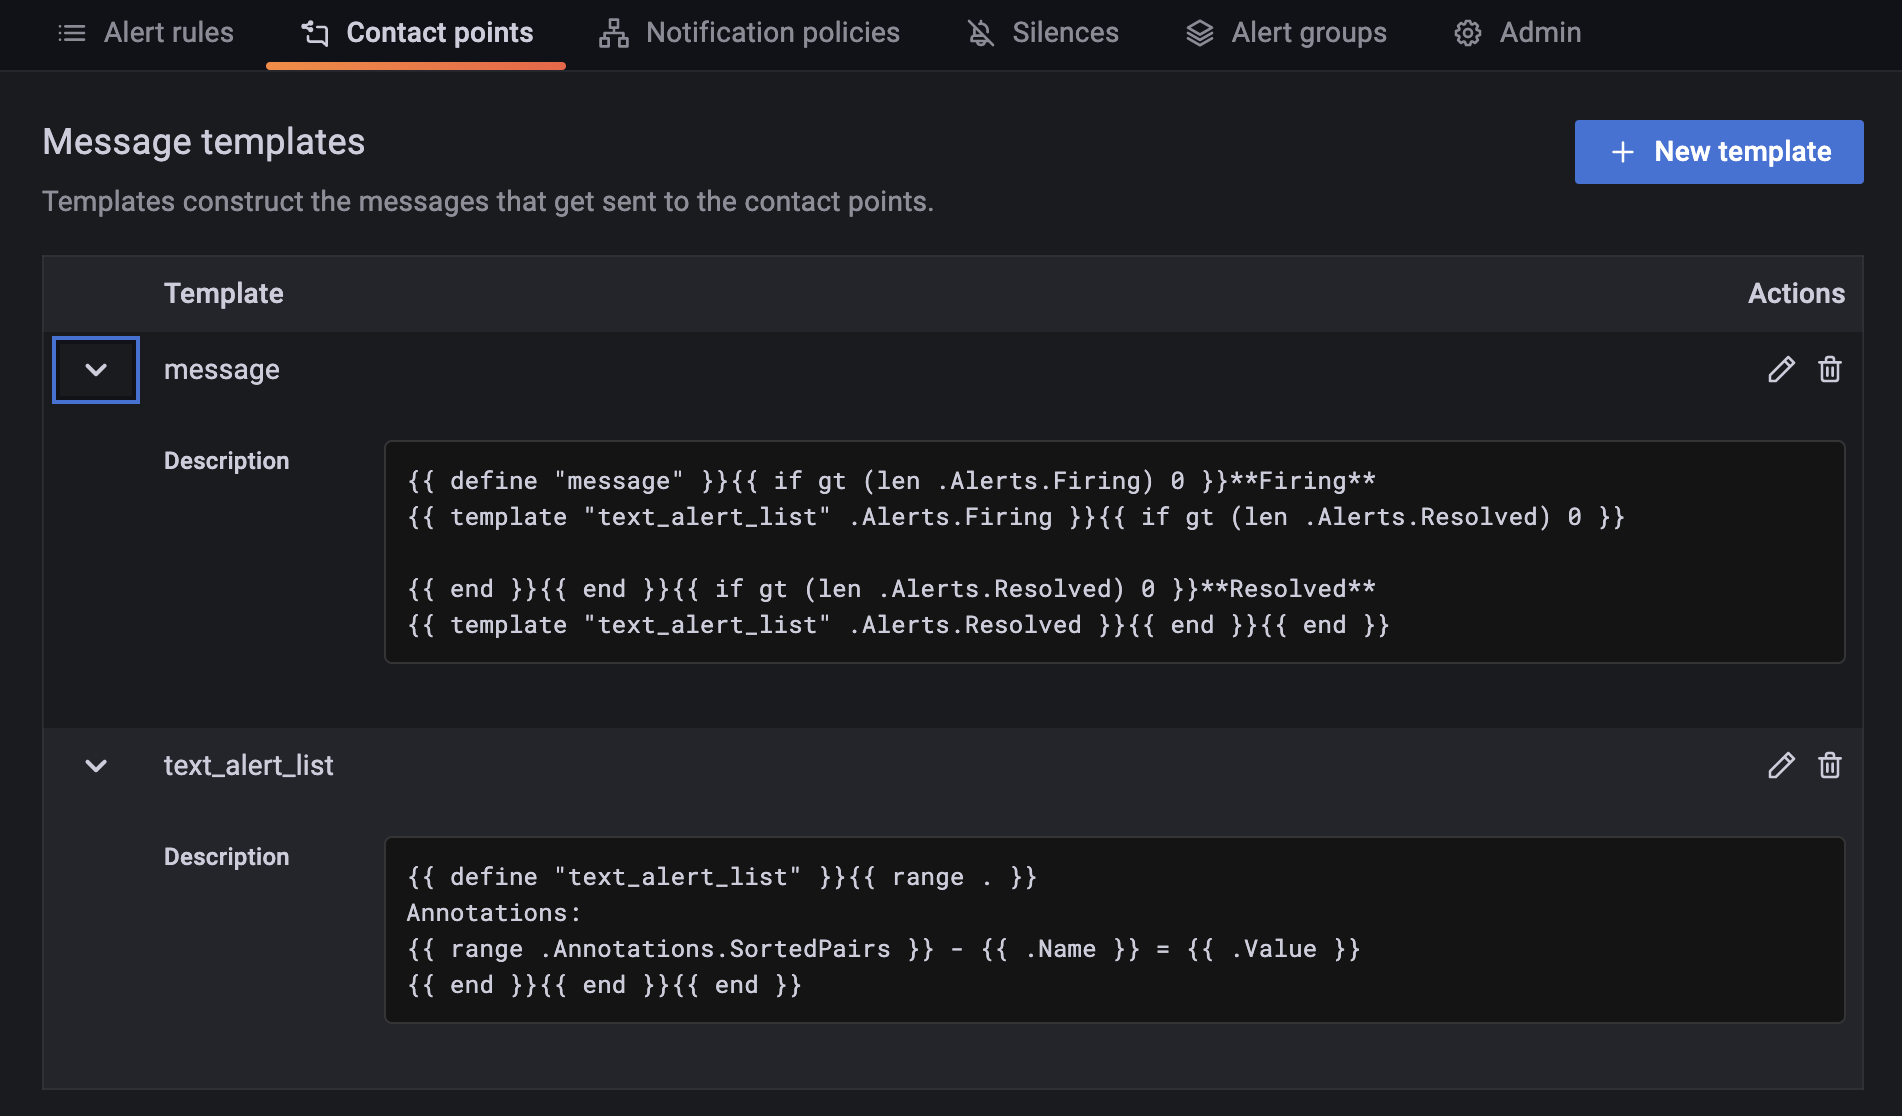 Alert rules Contact points Notification policies Silences Alert groups Admin
Message templates
New template
Templates construct the messages that get sent to the contact points.
Template Actions
message
Description
{{ define "message" }}{{ if gt (len .Alerts.Firing) 0 }}**Firing**
{{ template "text_alert_list" .Alerts.Firing }}{{ if gt (len .Alerts.Resolved) 0 }}
{{ end }}{{ end }}{{ if gt (len .Alerts.Resolved) 0 }}**Resolved**
{{ template "text_alert_list" .Alerts.Resolved }}{{ end }}{{ end }}
text_alert_list
Description
{{ define "text_alert_list" }}{{ range . }}
Annotations:
{{ range .Annotations.SortedPairs }} - {{ .Name }} = {{ .Value }}
{{ end }}{{ end }}{{ end }}